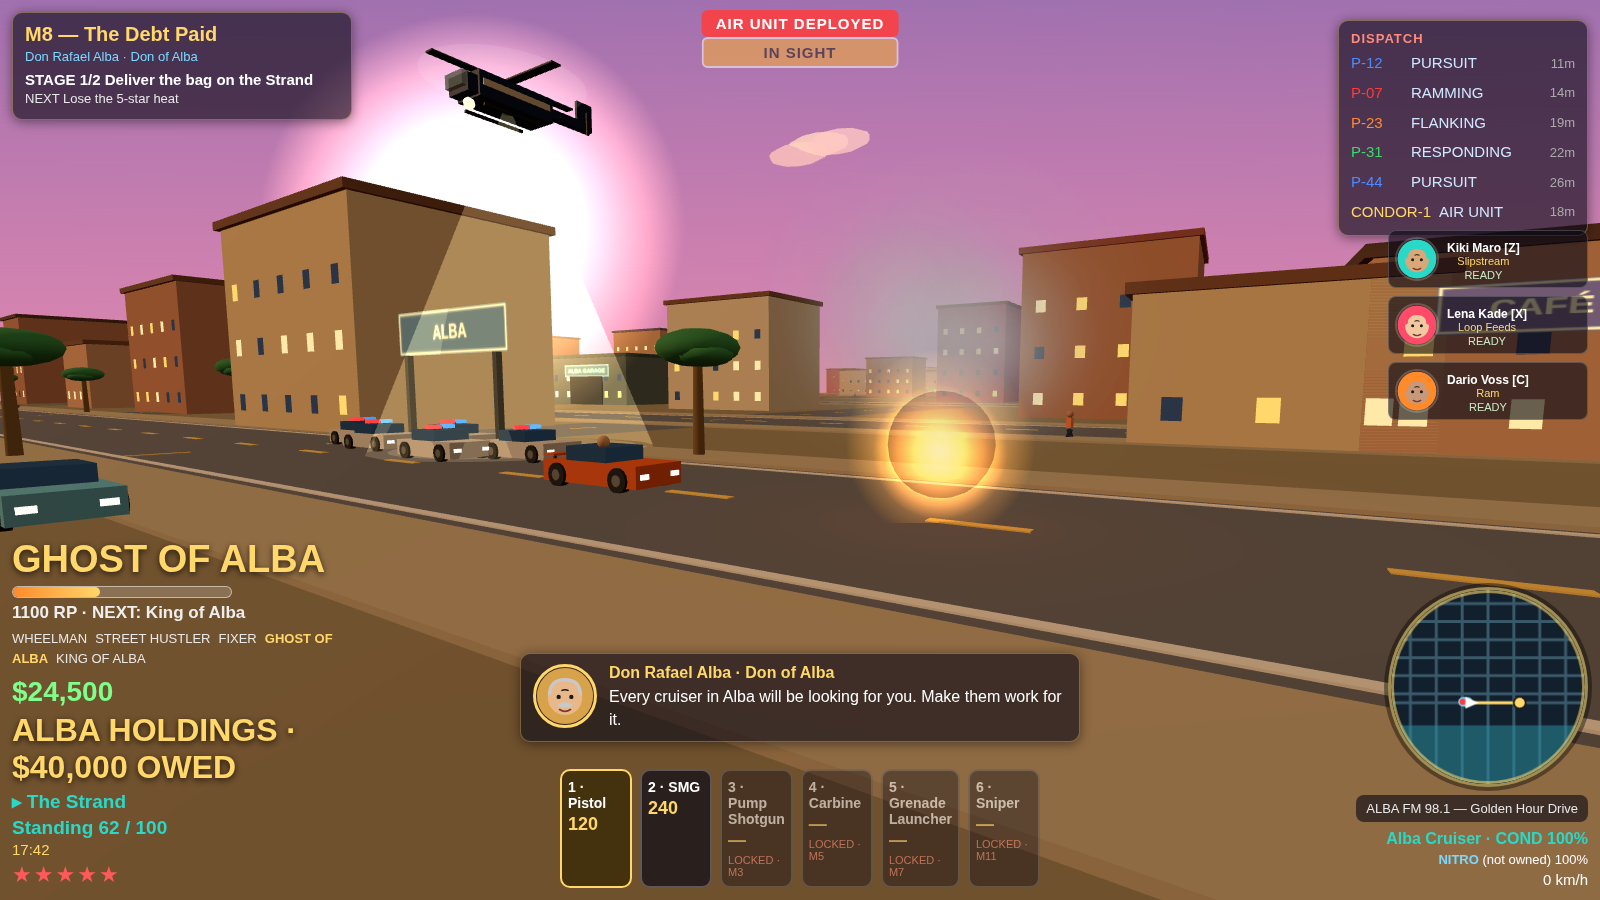 M8 — The Debt Paid
Don Rafael Alba · Don of Alba
STAGE 1/2 Deliver the bag on the Strand
NEXT Lose the 5-star heat
AIR UNIT DEPLOYED
IN SIGHT
DISPATCH
P-12 PURSUIT 11m
P-07 RAMMING 14m
P-23 FLANKING 19m
P-31 RESPONDING 22m
P-44 PURSUIT 26m
CONDOR-1 AIR UNIT 18m
Kiki Maro [Z]
Slipstream
READY
Lena Kade [X]
Loop Feeds
READY
Dario Voss [C]
Ram
READY
CAFÉ
ALBA
ALBA GARAGE
GHOST OF ALBA
1100 RP · NEXT: King of Alba
WHEELMAN STREET HUSTLER FIXER GHOST OF
ALBA KING OF ALBA
$24,500
ALBA HOLDINGS ·
$40,000 OWED
▸ The Strand
Standing 62 / 100
17:42
★★★★★
Don Rafael Alba · Don of Alba
Every cruiser in Alba will be looking for you. Make them work for
it.
1 ·
Pistol
120
2 · SMG
240
3 ·
Pump
Shotgun
—
LOCKED ·
M3
4 ·
Carbine
—
LOCKED ·
M5
5 ·
Grenade
Launcher
—
LOCKED ·
M7
6 ·
Sniper
—
LOCKED ·
M11
ALBA FM 98.1 — Golden Hour Drive
Alba Cruiser · COND 100%
NITRO (not owned) 100%
0 km/h